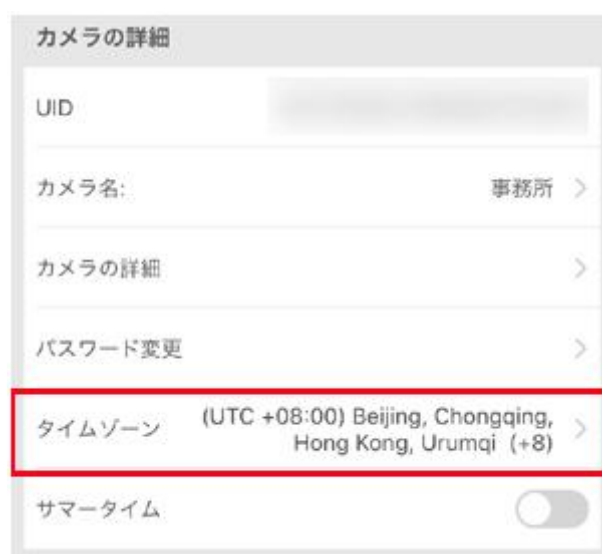 カメラの詳細
UID
カメラ名: 事務所
カメラの詳細
パスワード変更
タイムゾーン (UTC +08:00) Beijing, Chongqing,
Hong Kong, Urumqi (+8)
サマータイム